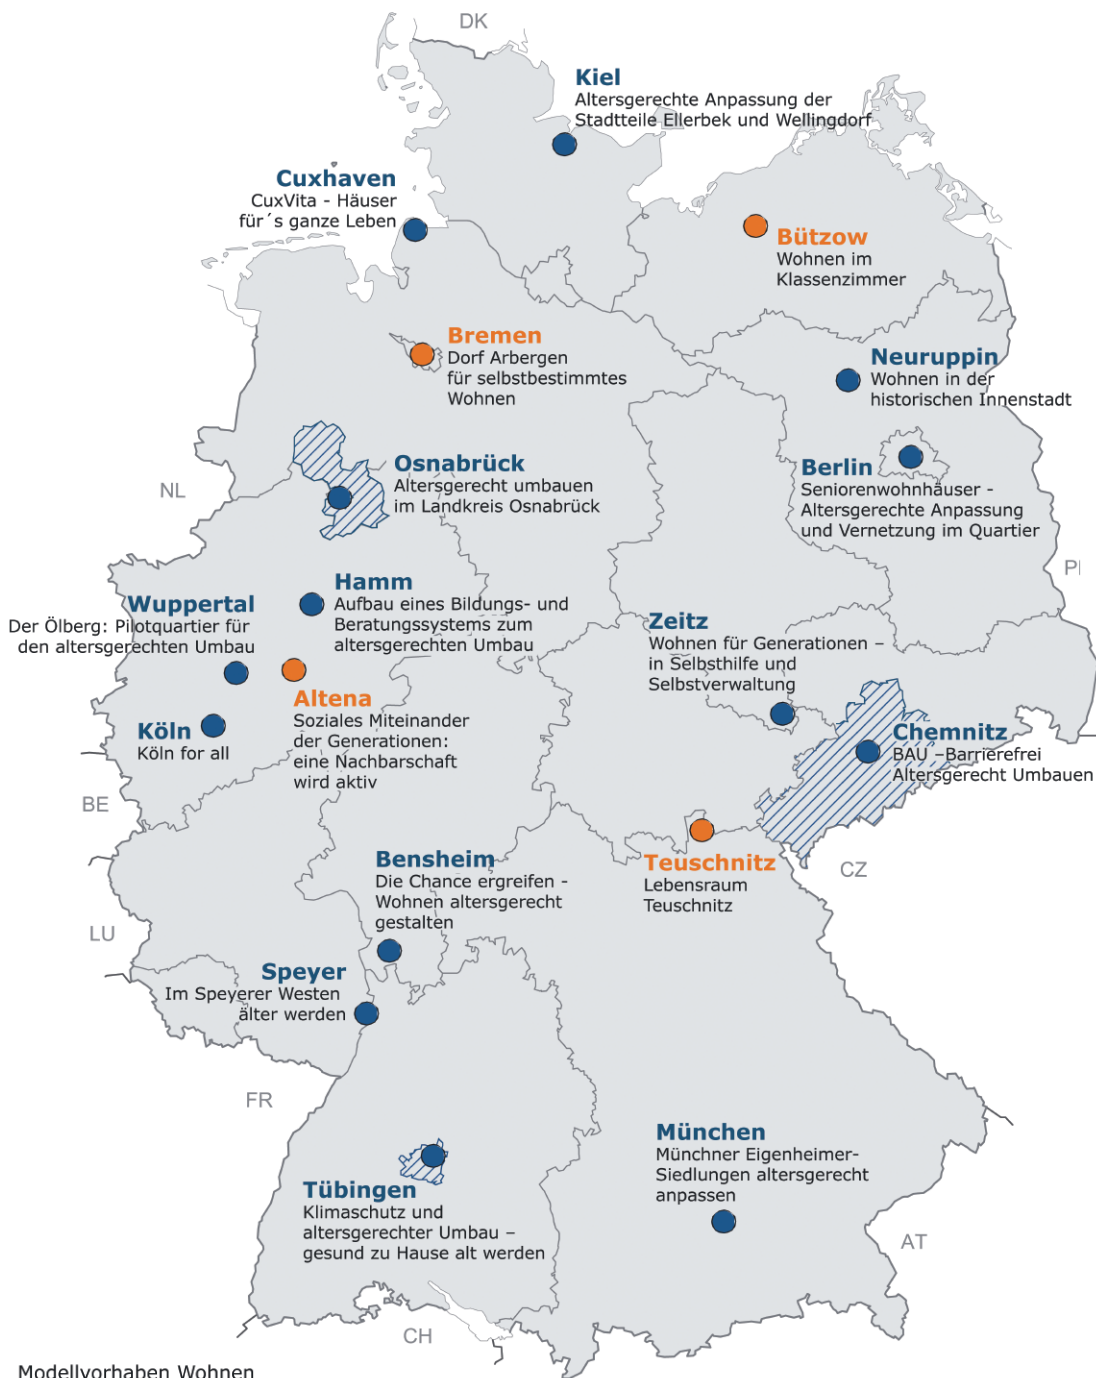 DK
Kiel
Altersgerechte Anpassung der
Stadtteile Ellerbek und Wellingdorf
Cuxhaven
CuxVita - Häuser
für´s ganze Leben
Bützow
Wohnen im
Klassenzimmer
Bremen
Dorf Arbergen
für selbstbestimmtes
Wohnen
Neuruppin
Wohnen in der
historischen Innenstadt
Osnabrück
Altersgerecht umbauen
im Landkreis Osnabrück
Berlin
Seniorenwohnhäuser -
Altersgerechte Anpassung
und Vernetzung im Quartier
NL
Hamm
Aufbau eines Bildungs- und
Beratungssystems zum
altersgerechten Umbau
Wuppertal
Der Ölberg: Pilotquartier für
den altersgerechten Umbau
Zeitz
Wohnen für Generationen –
in Selbsthilfe und
Selbstverwaltung
Altena
Soziales Miteinander
der Generationen:
eine Nachbarschaft
wird aktiv
Köln
Köln for all
Chemnitz
BAU –Barrierefrei
Altersgerecht Umbauen
BE
Teuschnitz
Lebensraum
Teuschnitz
CZ
Bensheim
Die Chance ergreifen -
Wohnen altersgerecht
gestalten
LU
Speyer
Im Speyerer Westen
älter werden
FR
München
Münchner Eigenheimer-
Siedlungen altersgerecht
anpassen
Tübingen
Klimaschutz und
altersgerechter Umbau –
gesund zu Hause alt werden
AT
CH
Modellvorhaben Wohnen